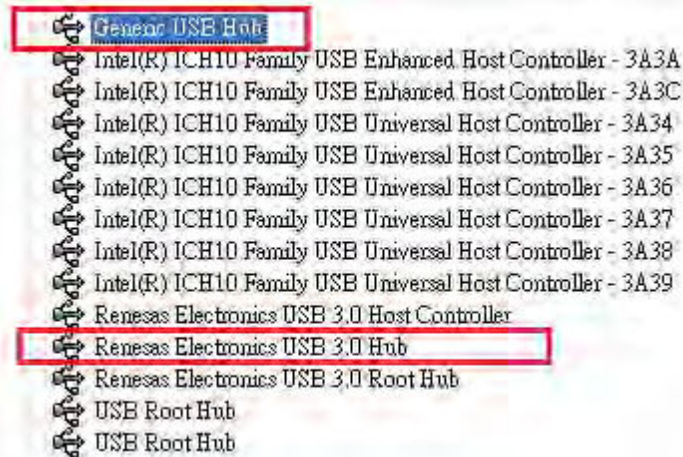 Generic USB Hub
Intel(R) ICH10 Family USB Enhanced Host Controller - 3A3A
Intel(R) ICH10 Family USB Enhanced Host Controller - 3A3C
Intel(R) ICH10 Family USB Universal Host Controller - 3A34
Intel(R) ICH10 Family USB Universal Host Controller - 3A35
Intel(R) ICH10 Family USB Universal Host Controller - 3A36
Intel(R) ICH10 Family USB Universal Host Controller - 3A37
Intel(R) ICH10 Family USB Universal Host Controller - 3A38
Intel(R) ICH10 Family USB Universal Host Controller - 3A39
Renesas Electronics USB 3.0 Host Controller
Renesas Electronics USB 3.0 Hub
Renesas Electronics USB 3.0 Root Hub
USB Root Hub
USB Root Hub